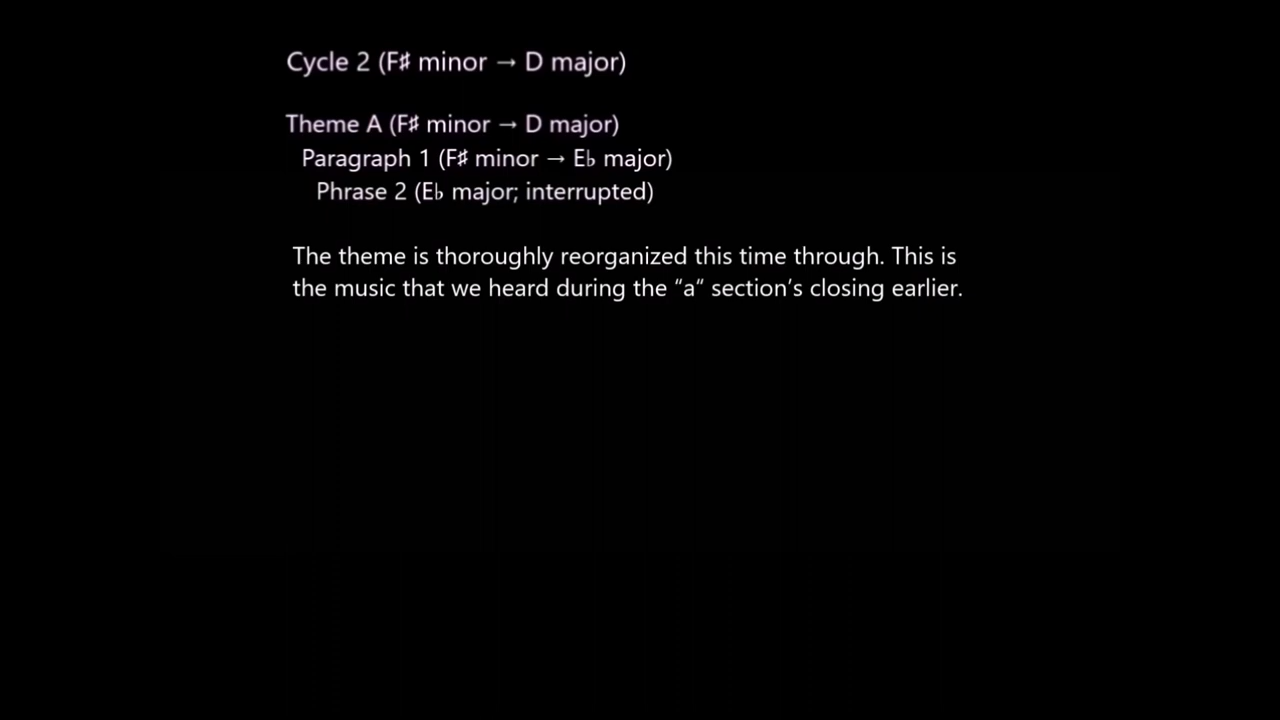 Cycle 2 (F♯ minor → D major)
Theme A (F♯ minor → D major)
Paragraph 1 (F♯ minor → E♭ major)
Phrase 2 (E♭ major; interrupted)
The theme is thoroughly reorganized this time through. This is
the music that we heard during the “a“ section’s closing earlier.